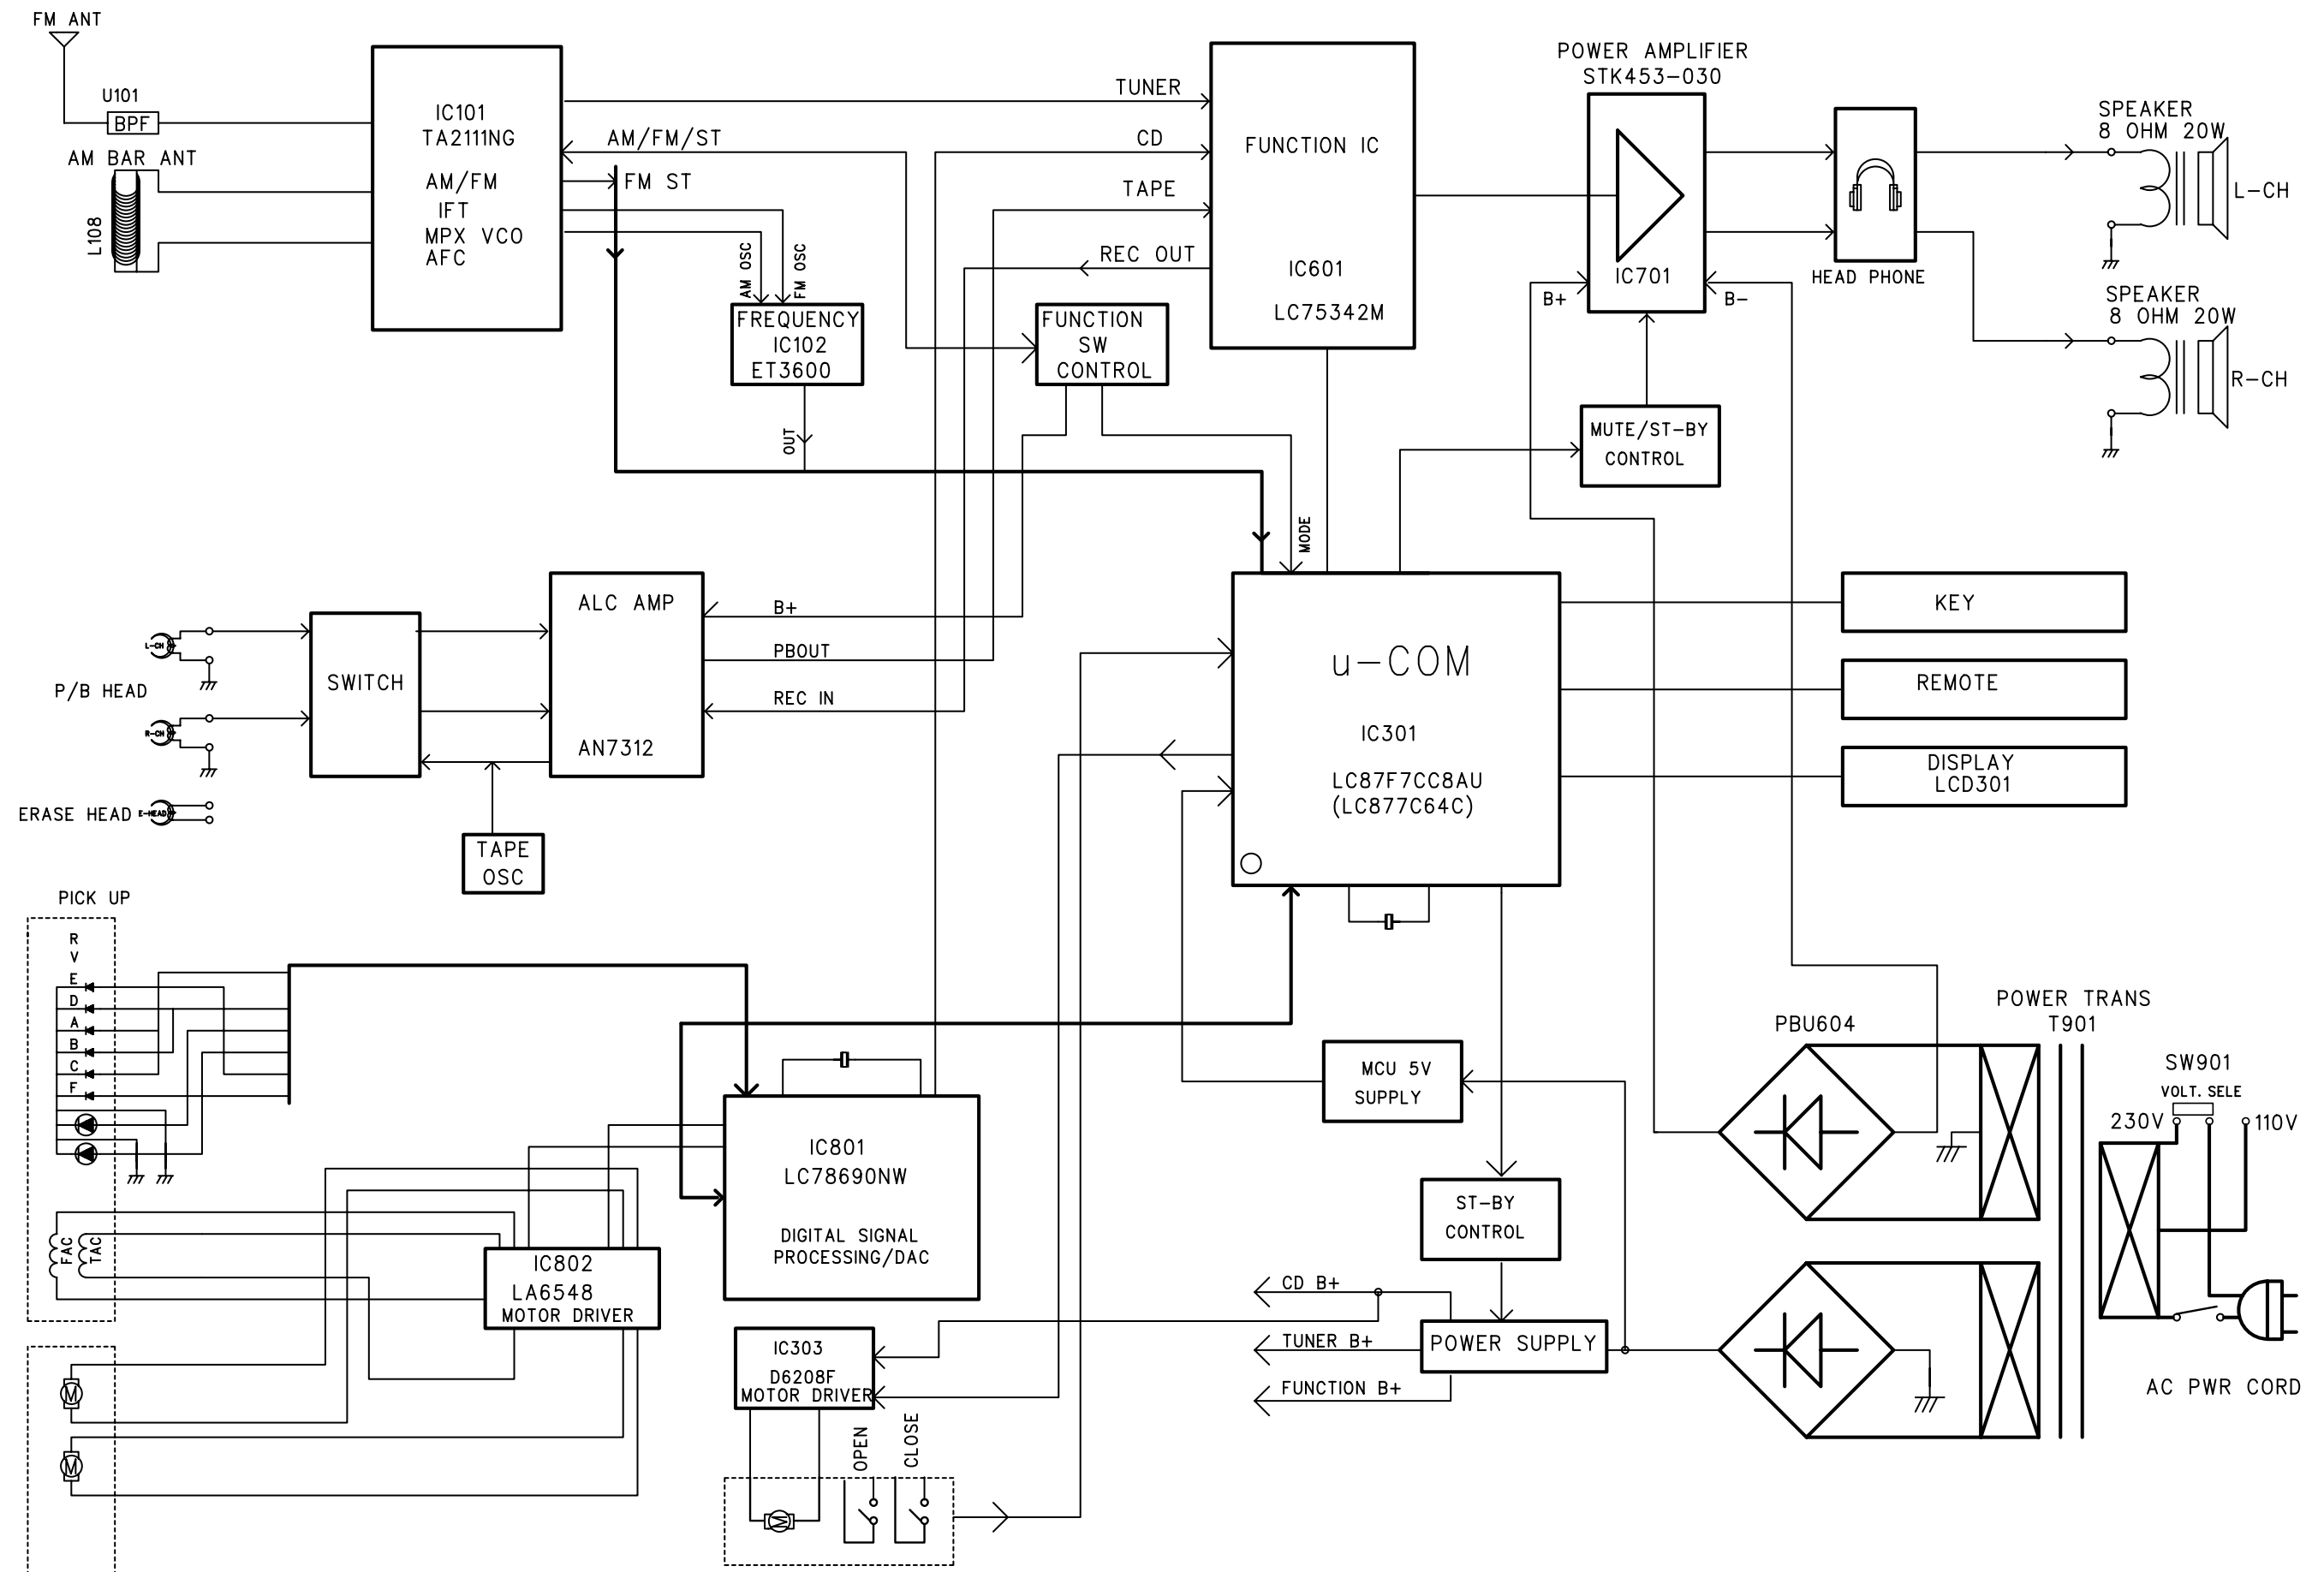 FM ANT
U101
BPF
AM BAR ANT
L108
IC101
TA2111NG
AM/FM
IFT
MPX VCO
AFC
AM/FM/ST
FM ST
AM OSC
FM OSC
FREQUENCY
IC102
ET3600
OUT
TUNER
CD
TAPE
REC OUT
FUNCTION
SW
CONTROL
FUNCTION IC
IC601
LC75342M
POWER AMPLIFIER
STK453-030
IC701
B+
B-
HEAD PHONE
SPEAKER
8 OHM 20W
L-CH
SPEAKER
8 OHM 20W
R-CH
MUTE/ST-BY
CONTROL
MODE
L-CH
P/B HEAD
R-CH
ERASE HEAD
E-HEAD
SWITCH
ALC AMP
AN7312
B+
PBOUT
REC IN
TAPE
OSC
u-COM
IC301
LC87F7CC8AU
(LC877C64C)
KEY
REMOTE
DISPLAY
LCD301
PICK UP
R
V
E
D
A
B
C
F
FAC
TAC
IC801
LC78690NW
DIGITAL SIGNAL
PROCESSING/DAC
IC802
LA6548
MOTOR DRIVER
M
M
IC303
D6208F
MOTOR DRIVER
M
OPEN
CLOSE
MCU 5V
SUPPLY
ST-BY
CONTROL
CD B+
TUNER B+
FUNCTION B+
POWER SUPPLY
PBU604
POWER TRANS
T901
SW901
VOLT. SELE
230V
110V
AC PWR CORD